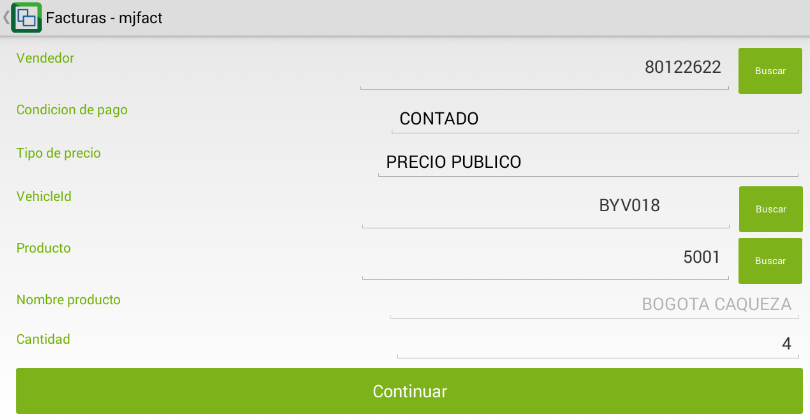 Facturas - mjfact
Vendedor
80122622
Buscar
Condicion de pago
CONTADO
Tipo de precio
PRECIO PUBLICO
VehicleId
BYV018
Buscar
Producto
5001
Buscar
Nombre producto
BOGOTA CAQUEZA
Cantidad
4
Continuar